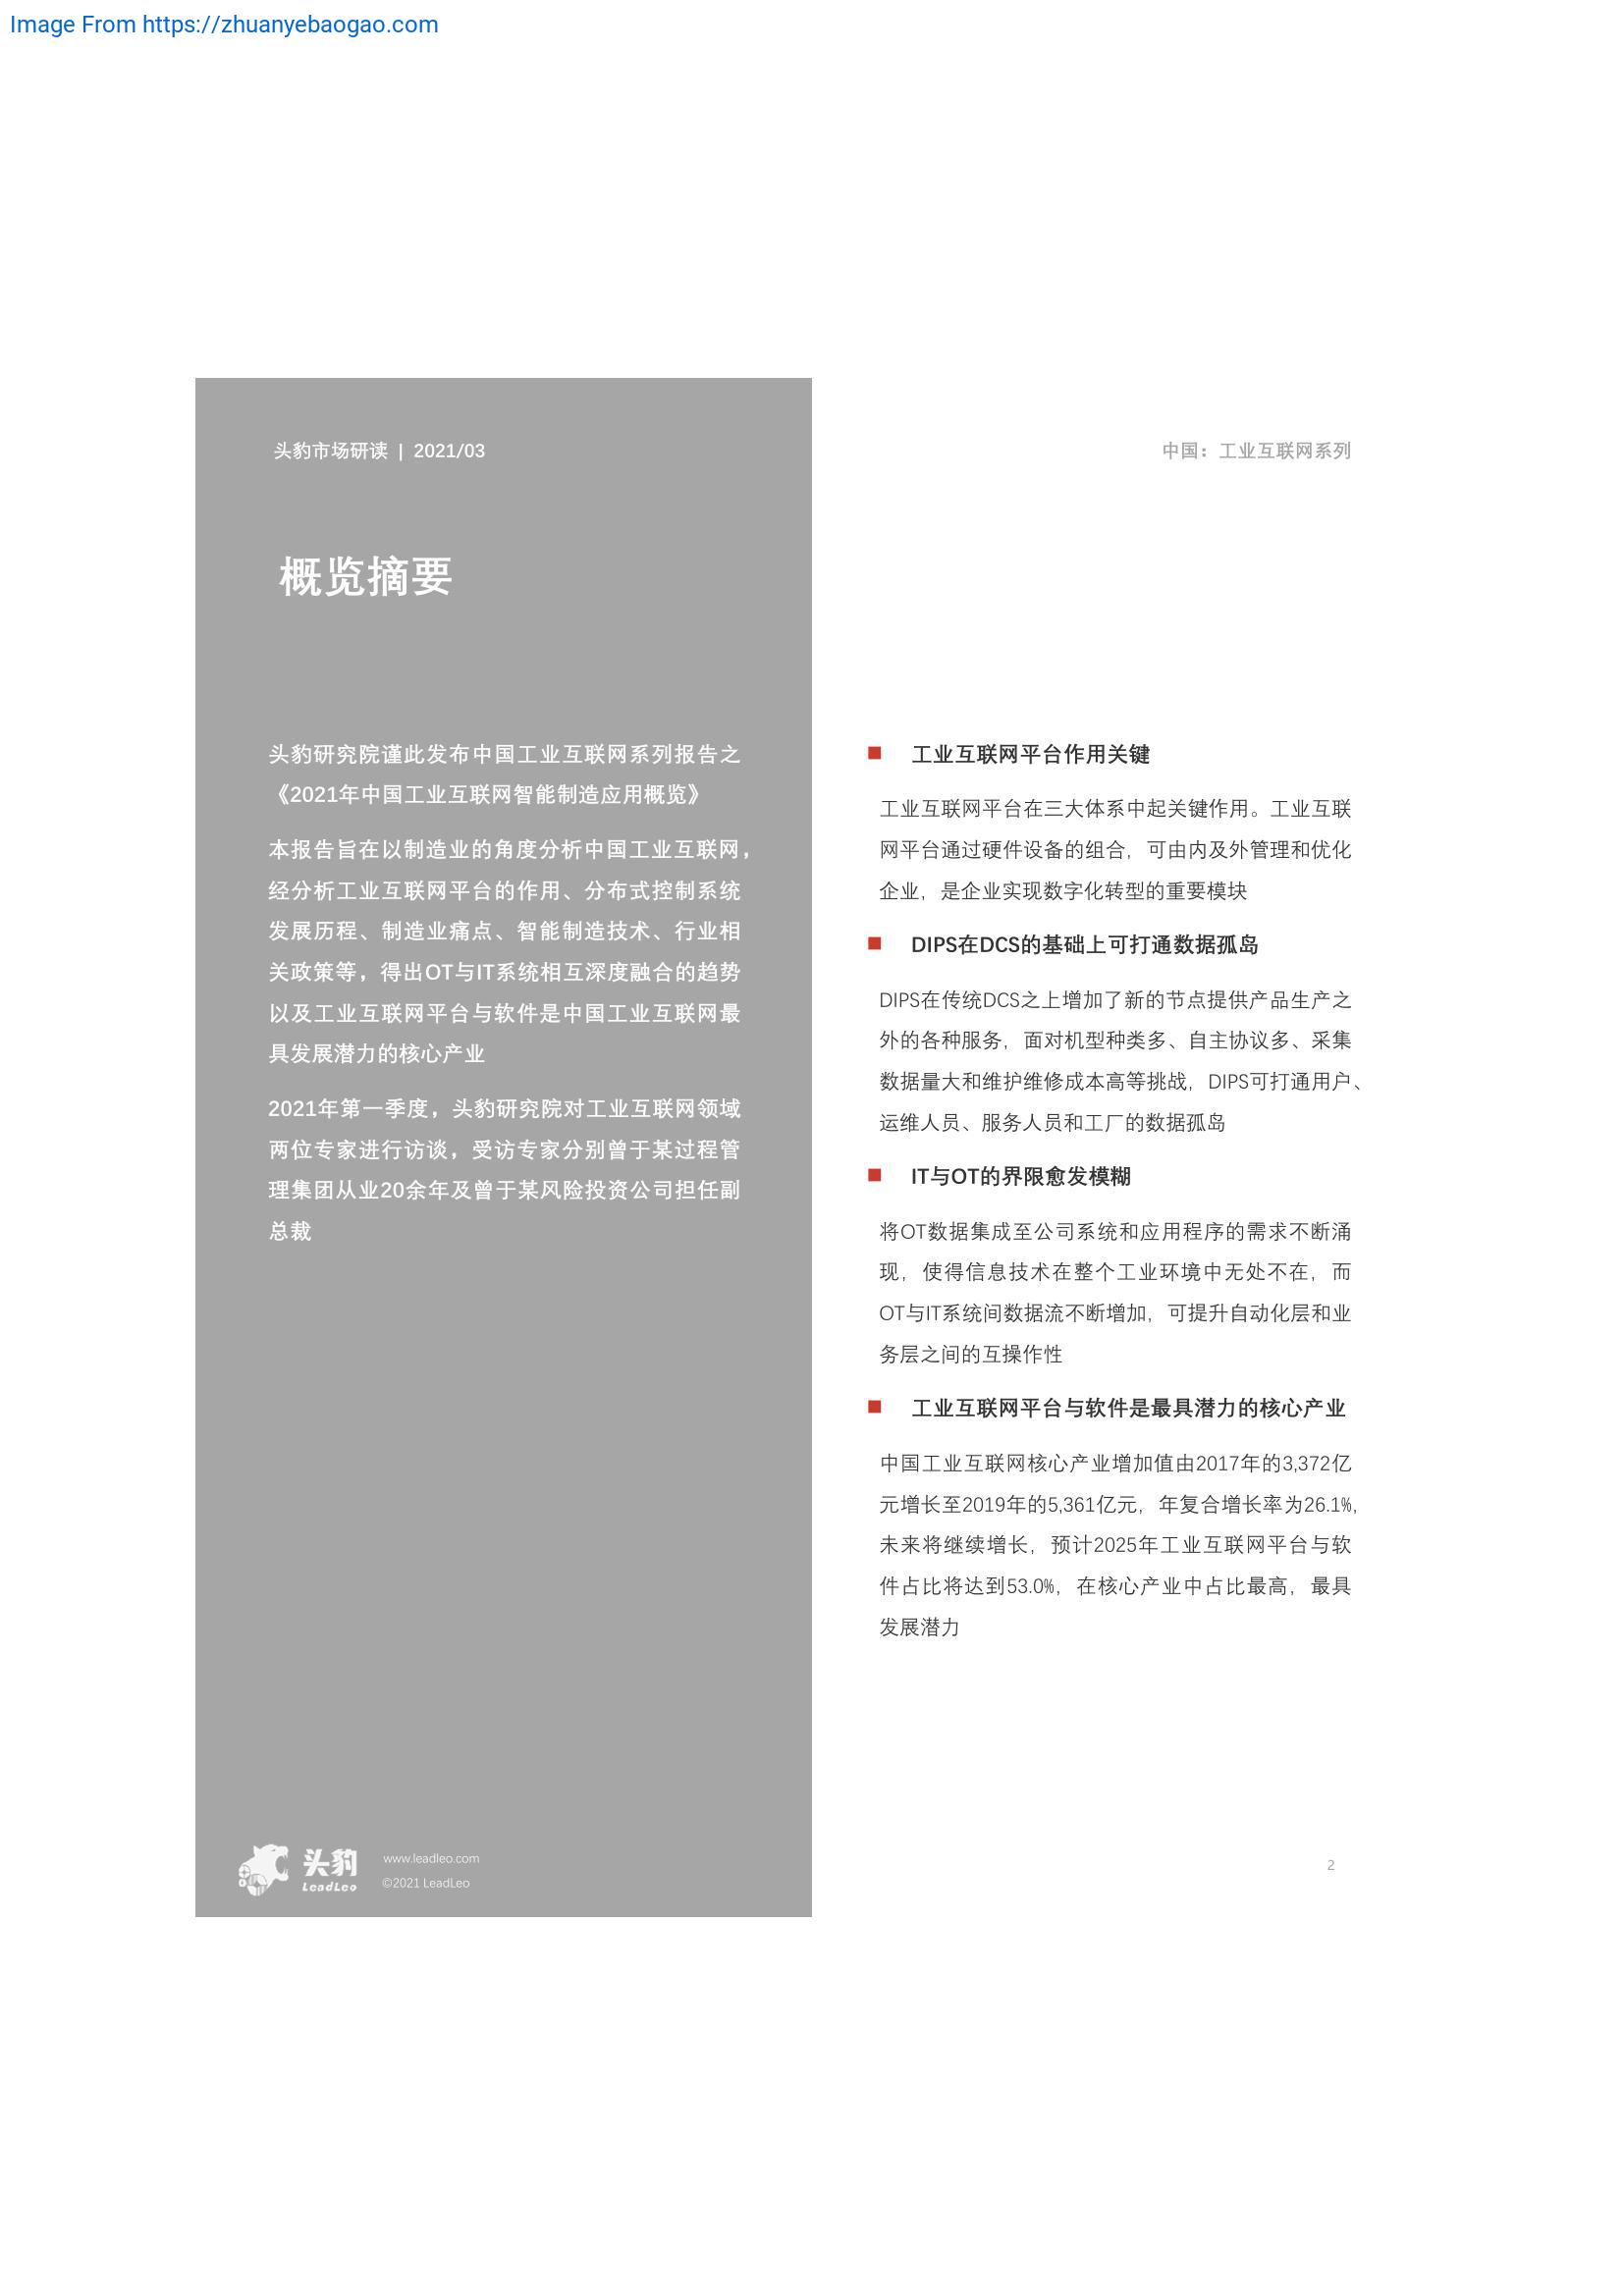 Image From https://zhuanyebaogao.com
头豹市场研读 | 2021/03
中国：工业互联网系列
概览摘要
头豹研究院谨此发布中国工业互联网系列报告之
《2021年中国工业互联网智能制造应用概览》
本报告旨在以制造业的角度分析中国工业互联网，
经分析工业互联网平台的作用、分布式控制系统
发展历程、制造业痛点、智能制造技术、行业相
关政策等，得出OT与IT系统相互深度融合的趋势
以及工业互联网平台与软件是中国工业互联网最
具发展潜力的核心产业
2021年第一季度，头豹研究院对工业互联网领域
两位专家进行访谈，受访专家分别曾于某过程管
理集团从业20余年及曾于某风险投资公司担任副
总裁
工业互联网平台作用关键
工业互联网平台在三大体系中起关键作用。工业互联
网平台通过硬件设备的组合，可由内及外管理和优化
企业，是企业实现数字化转型的重要模块
DIPS在DCS的基础上可打通数据孤岛
DIPS在传统DCS之上增加了新的节点提供产品生产之
外的各种服务，面对机型种类多、自主协议多、采集
数据量大和维护维修成本高等挑战，DIPS可打通用户、
运维人员、服务人员和工厂的数据孤岛
IT与OT的界限愈发模糊
将OT数据集成至公司系统和应用程序的需求不断涌
现，使得信息技术在整个工业环境中无处不在，而
OT与IT系统间数据流不断增加，可提升自动化层和业
务层之间的互操作性
工业互联网平台与软件是最具潜力的核心产业
中国工业互联网核心产业增加值由2017年的3,372亿
元增长至2019年的5,361亿元，年复合增长率为26.1%，
未来将继续增长，预计2025年工业互联网平台与软
件占比将达到53.0%，在核心产业中占比最高，最具
发展潜力
头豹
LeadLeo
www.leadleo.com
©2021 LeadLeo
2